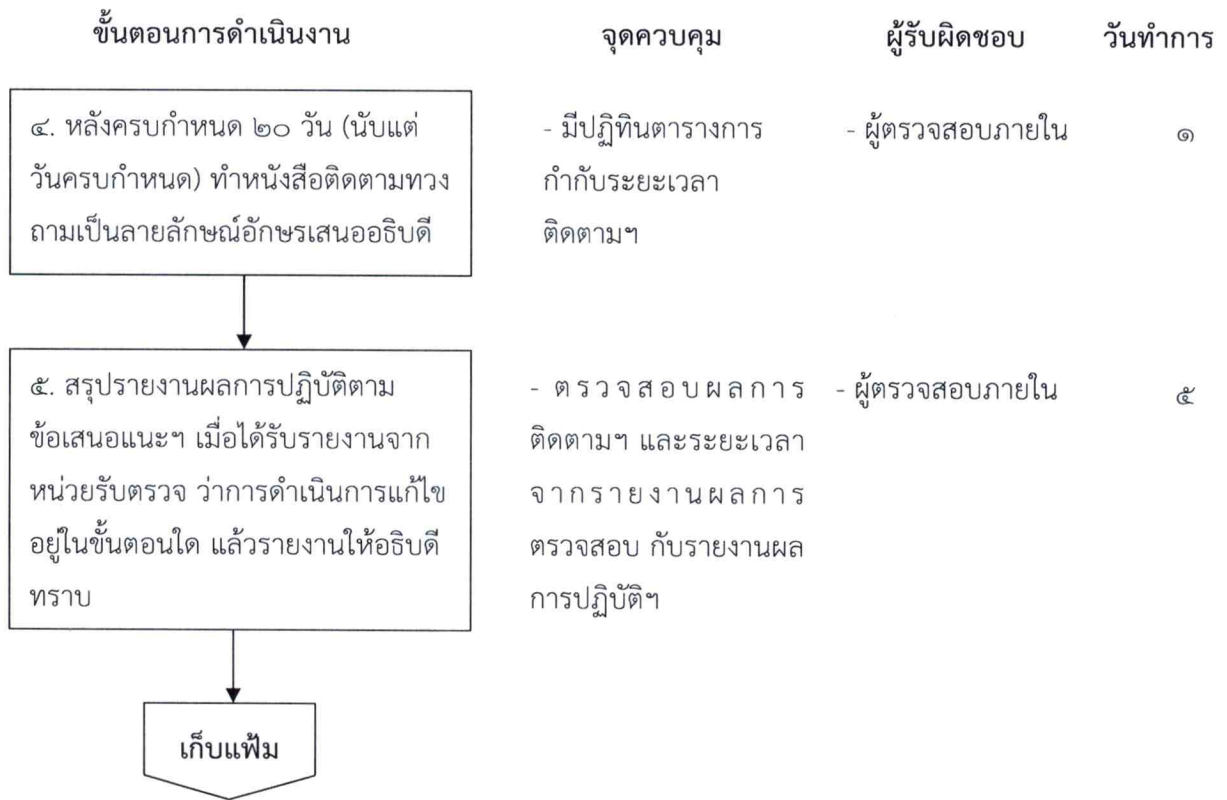 ขั้นตอนการดำเนินงาน จุดควบคุม ผู้รับผิดชอบ วันทำการ
๔. หลังครบกำหนด ๒๐ วัน (นับแต่
วันครบกำหนด) ทำหนังสือติดตามทวง
ถามเป็นลายลักษณ์อักษรเสนออธิบดี
- มีปฏิทินตารางการ
กำกับระยะเวลา
ติดตามฯ
- ผู้ตรวจสอบภายใน
๑
๕. สรุปรายงานผลการปฏิบัติตาม
ข้อเสนอแนะฯ เมื่อได้รับรายงานจาก
หน่วยรับตรวจ ว่าการดำเนินการแก้ไข
อยู่ในขั้นตอนใด แล้วรายงานให้อธิบดี
ทราบ
- ตรวจสอบผลการ
ติดตามฯ และระยะเวลา
จากรายงานผลการ
ตรวจสอบ กับรายงานผล
การปฏิบัติฯ
- ผู้ตรวจสอบภายใน
๕
เก็บแฟ้ม